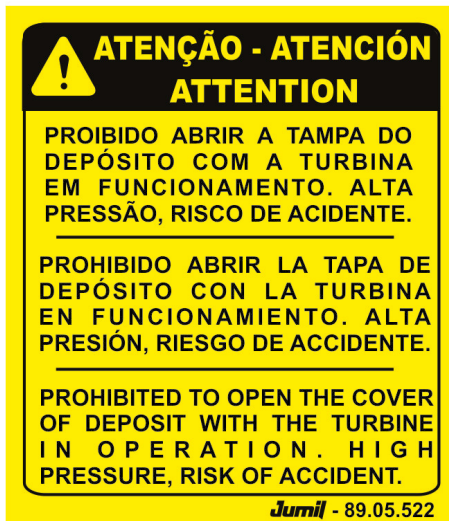 ATENÇÃO - ATENCIÓN
ATTENTION
PROIBIDO ABRIR A TAMPA DO
DEPÓSITO COM A TURBINA
EM FUNCIONAMENTO. ALTA
PRESSÃO, RISCO DE ACIDENTE.
PROHIBIDO ABRIR LA TAPA DE
DEPÓSITO CON LA TURBINA
EN FUNCIONAMIENTO. ALTA
PRESIÓN, RIESGO DE ACCIDENTE.
PROHIBITED TO OPEN THE COVER
OF DEPOSIT WITH THE TURBINE
IN OPERATION. HIGH
PRESSURE, RISK OF ACCIDENT.
Jumil - 89.05.522